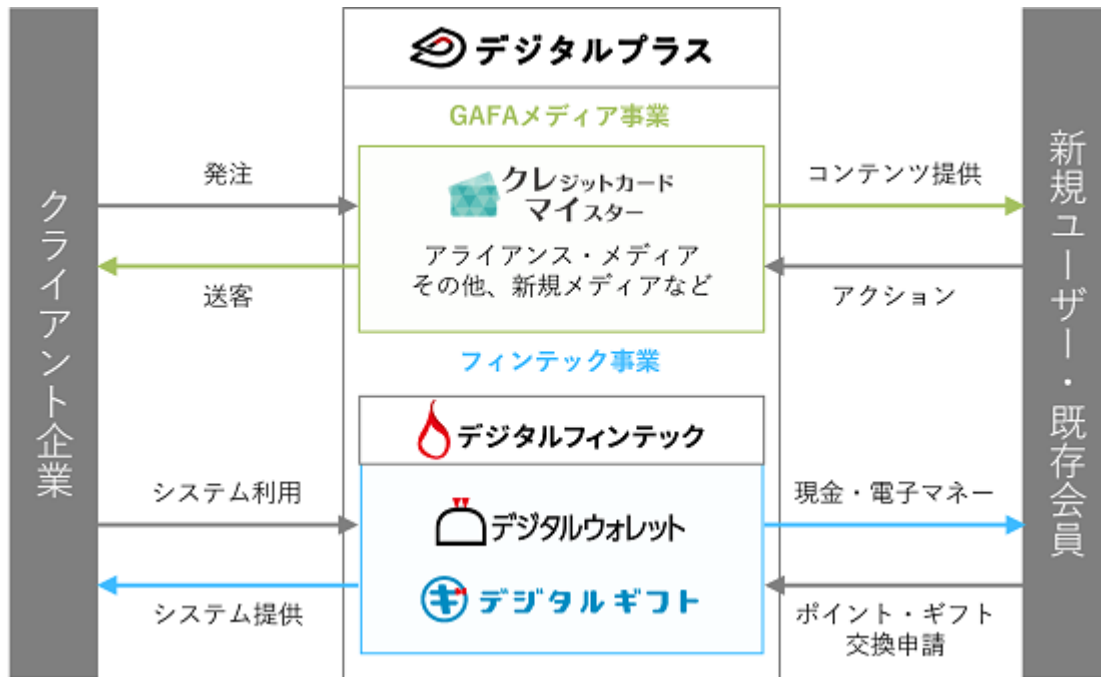 デジタルプラス
GAFAメディア事業
クライアント企業
発注
送客
クレジットカード
マイスター
アライアンス・メディア
その他、新規メディアなど
コンテンツ提供
アクション
新規ユーザー・既存会員
フィンテック事業
デジタルフィンテック
システム利用
システム提供
デジタルウォレット
ギ デジタルギフト
現金・電子マネー
ポイント・ギフト
交換申請